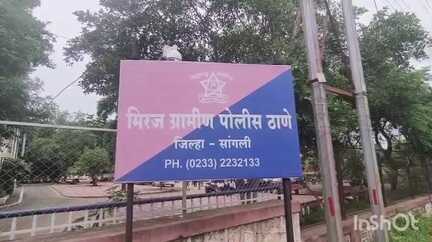 मिरज ग्रामीण पोलीस ठाणे
जिल्हा - सांगली
PH. (0233) 2232133
InShot